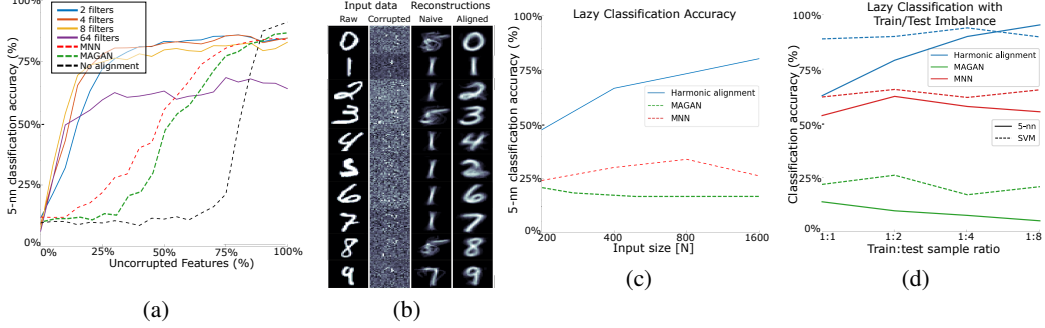 2 filters
4 filters
8 filters
64 filters
MNN
MAGAN
No alignment
5-nn classification accuracy (%)
75%
50%
25%
0%
0%
25%
50%
75%
100%
Uncorrupted Features (%)
(a)
Input data
Reconstructions
Raw
Corrupted
Naive
Aligned
(b)
Lazy Classification Accuracy
5-nn classification accuracy (%)
100%
75%
50%
25%
0%
Harmonic alignment
MAGAN
MNN
200
400
800
1600
Input size [N]
(c)
Lazy Classification with
Train/Test Imbalance
Classification accuracy (%)
100%
75%
50%
25%
0%
Harmonic alignment
MAGAN
MNN
5-nn
SVM
1:1
1:2
1:4
1:8
Train:test sample ratio
(d)